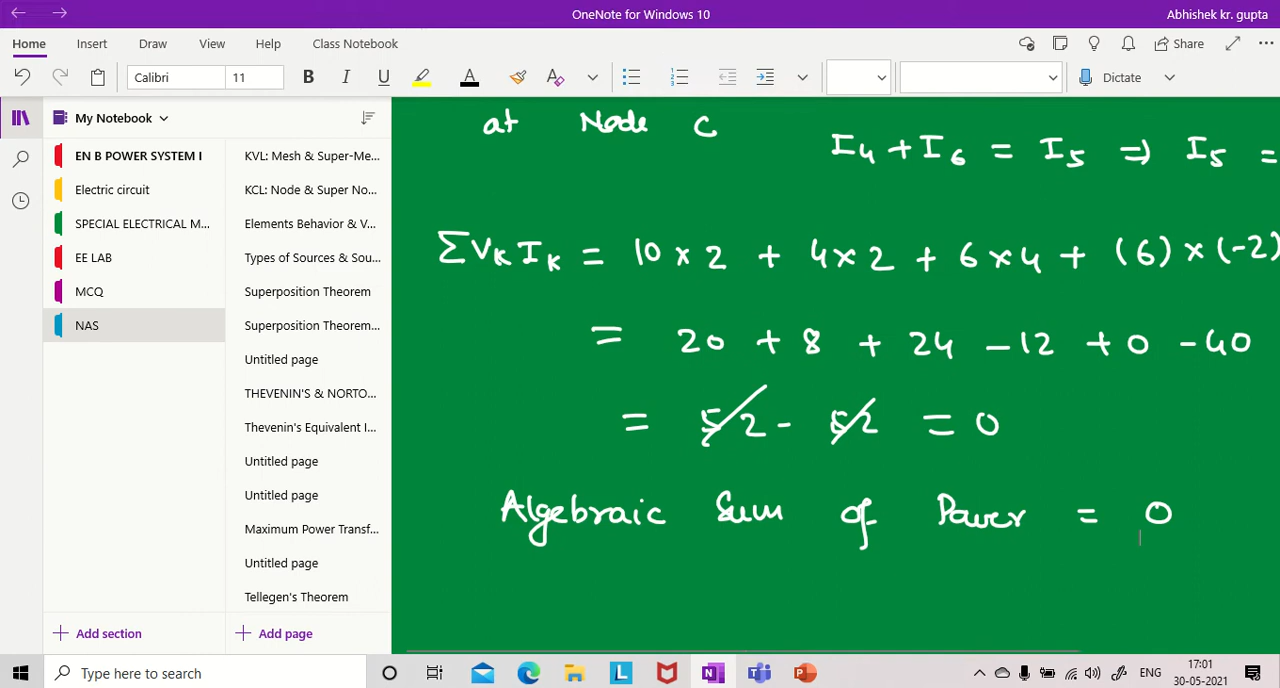 OneNote for Windows 10
Abhishek kr. gupta
Home Insert Draw View Help Class Notebook
Share
Calibri 11 B I U A Dictate
My Notebook
EN B POWER SYSTEM I
Electric circuit
SPECIAL ELECTRICAL M...
EE LAB
MCQ
NAS
Add section
KVL: Mesh & Super-Me...
KCL: Node & Super No...
Elements Behavior & V...
Types of Sources & Sou...
Superposition Theorem
Superposition Theorem...
Untitled page
THEVENIN'S & NORTO...
Thevenin's Equivalent I...
Untitled page
Untitled page
Maximum Power Transf...
Untitled page
Tellegen's Theorem
Add page
at Node C
I4 + I6 = I5 ⇒ I5 =
ΣVK IK = 10 × 2 + 4 × 2 + 6 × 4 + (6) × (-2)
= 20 + 8 + 24 - 12 + 0 - 40
= 52 - 52 = 0
Algebraic Sum of Power = 0
Type here to search
ENG
17:01
30-05-2021